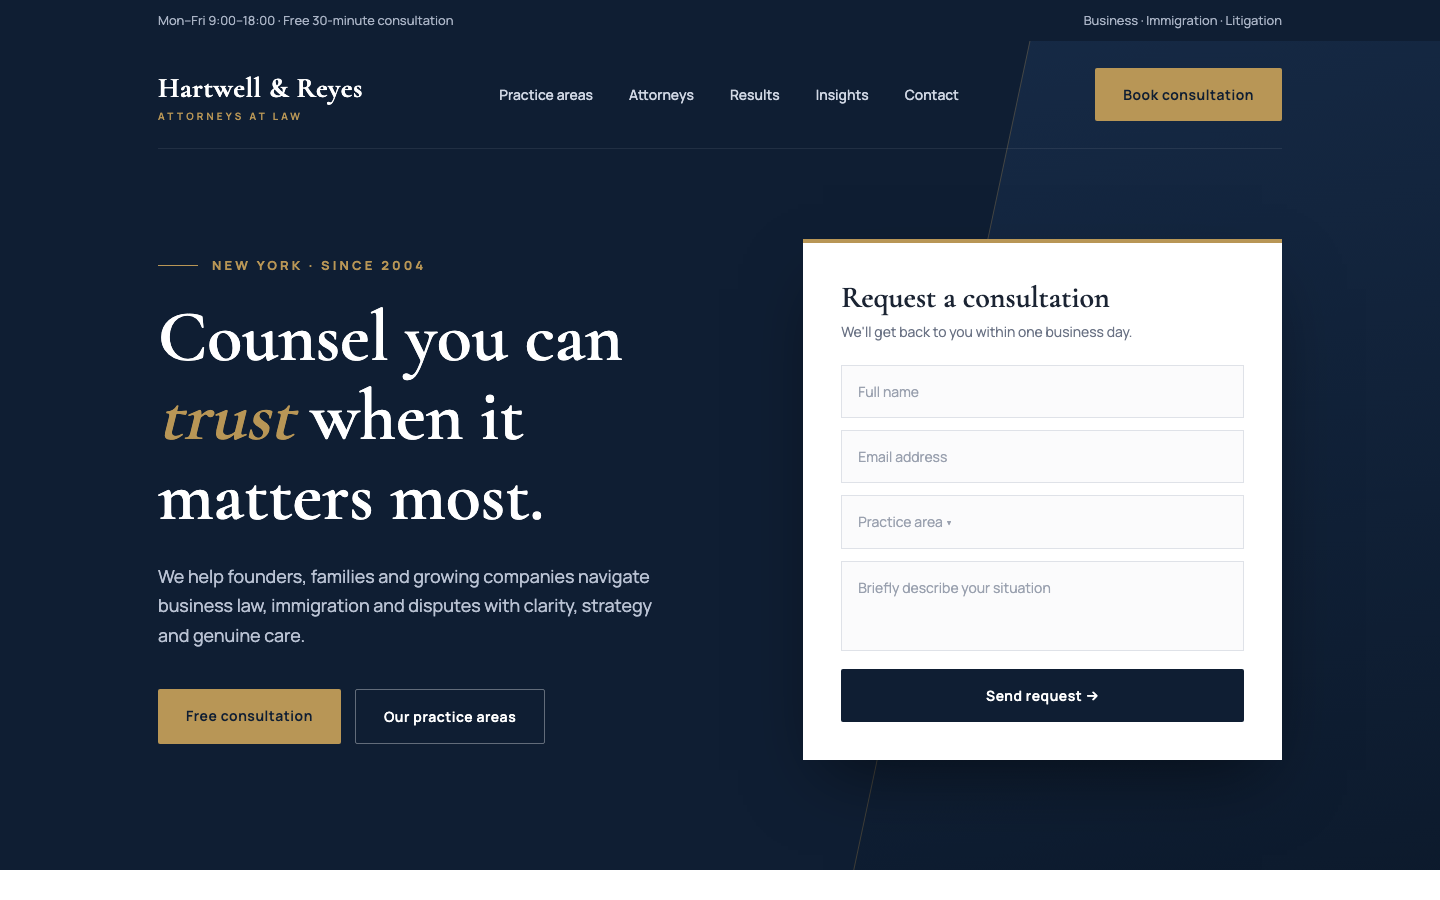 Mon–Fri 9:00–18:00 · Free 30-minute consultation
Business · Immigration · Litigation
Hartwell & Reyes
ATTORNEYS AT LAW
Practice areas
Attorneys
Results
Insights
Contact
Book consultation
NEW YORK · SINCE 2004
Counsel you can
trust when it
matters most.
We help founders, families and growing companies navigate
business law, immigration and disputes with clarity, strategy
and genuine care.
Free consultation
Our practice areas
Request a consultation
We'll get back to you within one business day.
Full name
Email address
Practice area ▾
Briefly describe your situation
Send request →